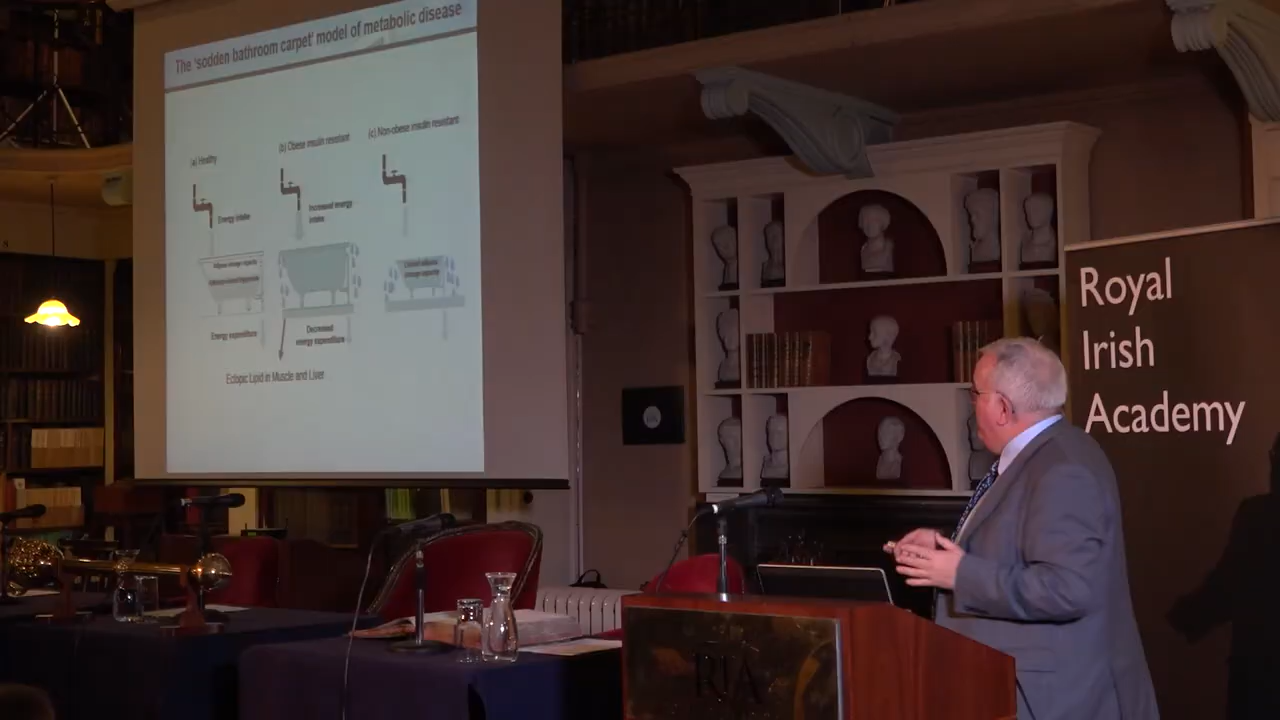 The 'sodden bathroom carpet' model of metabolic disease
(a) Healthy
(b) Obese insulin resistant
(c) Non-obese insulin resistant
Energy intake
Increased energy
intake
Energy expenditure
Decreased
energy expenditure
Ectopic Lipid in Muscle and Liver
Royal
Irish
Academy
RIA